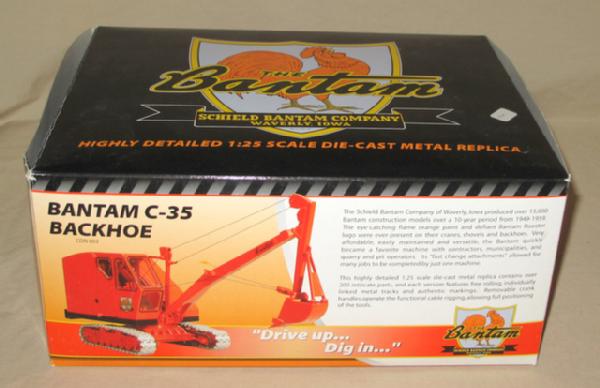 THE
Bantam
SCHIELD BANTAM COMPANY
WAVERLY, IOWA
HIGHLY DETAILED 1:25 SCALE DIE-CAST METAL REPLICA
BANTAM C-35
BACKHOE
The Schield Bantam Company of Waverly, Iowa produced over
Bantam construction models over a 10-year period from
The eye-catching flame orange paint and defiant Bantam Rooster
logo were ever-present on their cranes, shovels and backhoes. Very
affordable, easily maintained and versatile, the Bantam quickly
became a favorite machine with contractors, municipalities, and
quarry and pit operators. Its "fast change attachments" allowed for
many jobs to be completed by just one machine.
This highly detailed 1:25 scale die-cast metal replica contains over
200 intricate parts, and each version features free rolling, individually
linked metal tracks and authentic markings. Removable crank
handles operate the functional cable rigging, allowing full positioning
of the tools.
"Drive up...
Dig in..."
THE
Bantam
SCHIELD BANTAM COMPANY